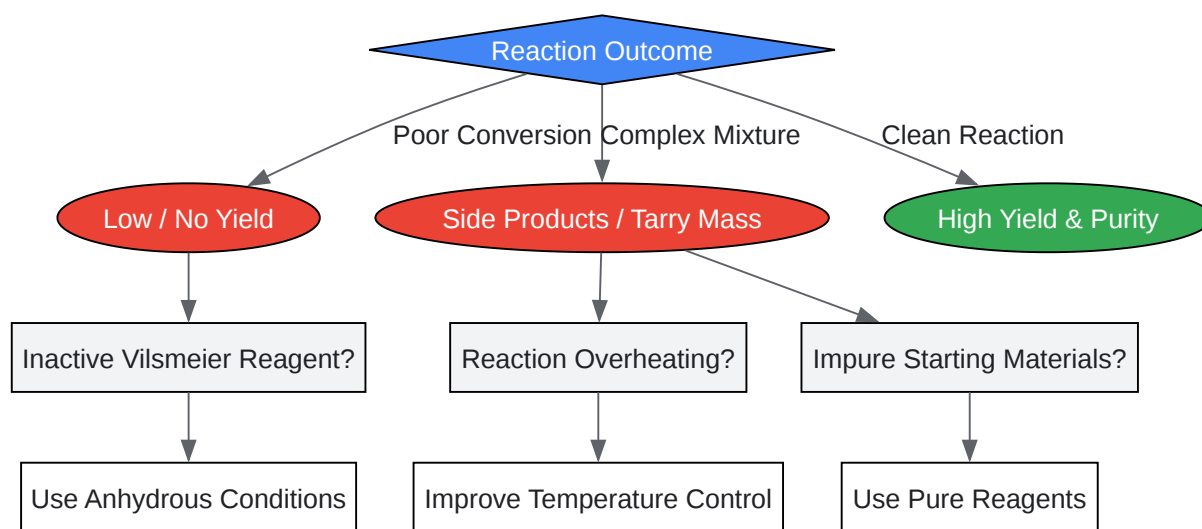 Reaction Outcome
Poor Conversion
Complex Mixture
Clean Reaction
Low / No Yield
Side Products / Tarry Mass
High Yield & Purity
Inactive Vilsmeier Reagent?
Reaction Overheating?
Impure Starting Materials?
Use Anhydrous Conditions
Improve Temperature Control
Use Pure Reagents